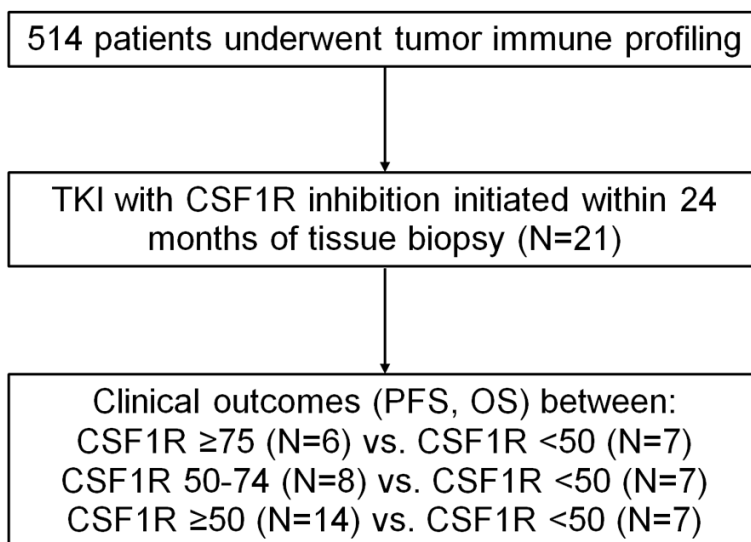 514 patients underwent tumor immune profiling
TKI with CSF1R inhibition initiated within 24
months of tissue biopsy (N=21)
Clinical outcomes (PFS, OS) between:
CSF1R ≥75 (N=6) vs. CSF1R <50 (N=7)
CSF1R 50-74 (N=8) vs. CSF1R <50 (N=7)
CSF1R ≥50 (N=14) vs. CSF1R <50 (N=7)